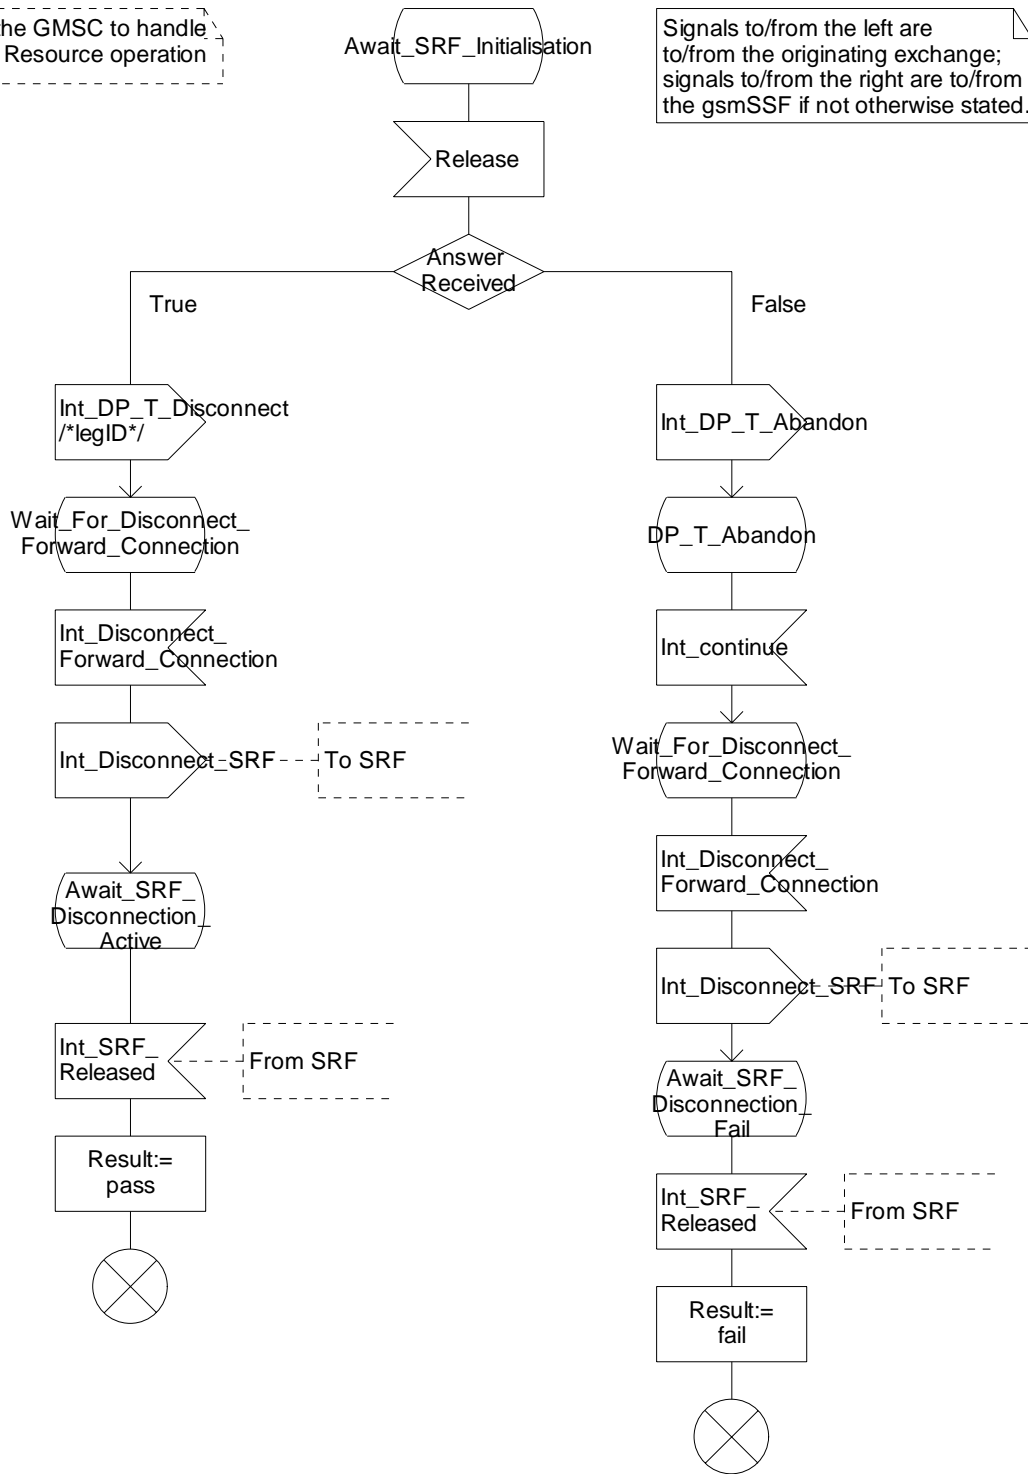 the GMSC to handle
Resource operation
Await_SRF_Initialisation
Signals to/from the left are
to/from the originating exchange;
signals to/from the right are to/from
the gsmSSF if not otherwise stated.
Release
Answer
Received
True
False
Int_DP_T_Disconnect
/*legID*/
Int_DP_T_Abandon
Wait_For_Disconnect_
Forward_Connection
DP_T_Abandon
Int_Disconnect_
Forward_Connection
Int_continue
Int_Disconnect_SRF
To SRF
Wait_For_Disconnect_
Forward_Connection
Await_SRF_
Disconnection_
Active
Int_Disconnect_
Forward_Connection
Int_Disconnect_SRF
To SRF
Int_SRF_
Released
From SRF
Await_SRF_
Disconnection_
Fail
Result:=
pass
Int_SRF_
Released
From SRF
Result:=
fail